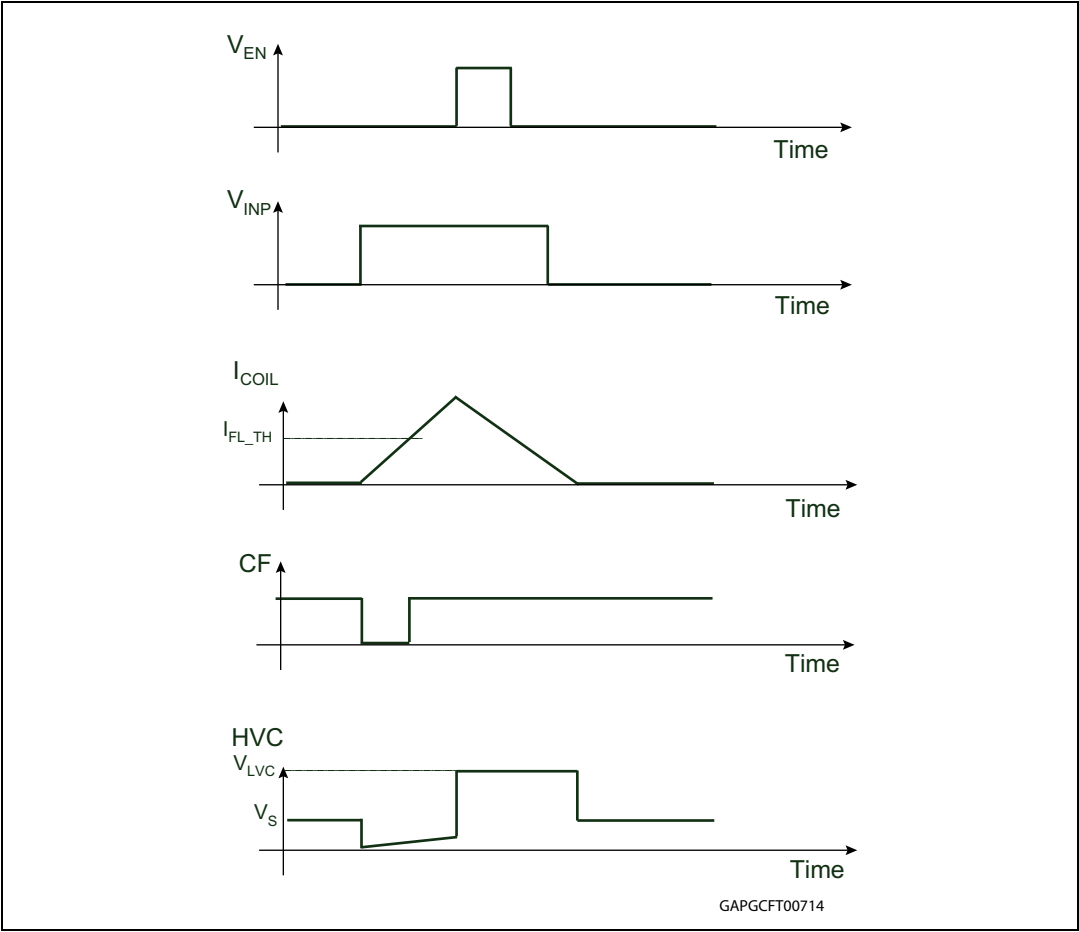 V_EN
Time
V_INP
Time
I_COIL
I_FL_TH
Time
CF
Time
HVC
V_LVC
V_S
Time
GAPGCFT00714